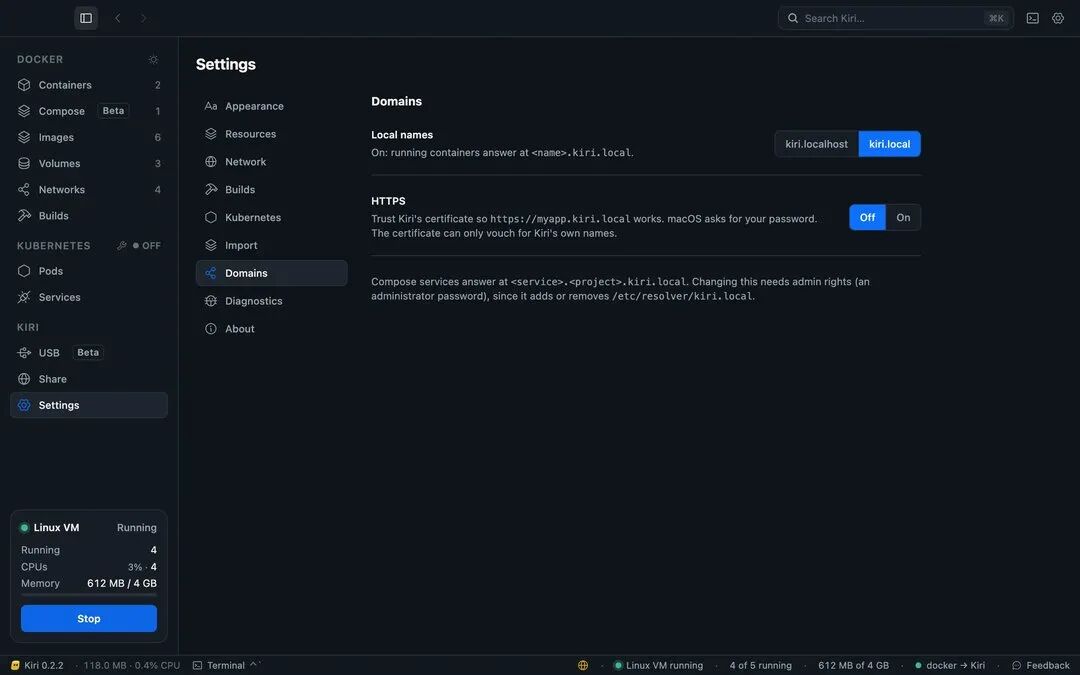 Search Kiri...
⌘K
DOCKER
Containers 2
Compose Beta 1
Images 6
Volumes 3
Networks 4
Builds
KUBERNETES OFF
Pods
Services
KIRI
USB Beta
Share
Settings
Linux VM Running
Running 4
CPUs 3% · 4
Memory 612 MB / 4 GB
Stop
Settings
Aa Appearance
Resources
Network
Builds
Kubernetes
Import
Domains
Diagnostics
About
Domains
Local names
On: running containers answer at <name>.kiri.local.
kiri.localhost kiri.local
HTTPS
Trust Kiri's certificate so https://myapp.kiri.local works. macOS asks for your password.
The certificate can only vouch for Kiri's own names.
Off On
Compose services answer at <service>.<project>.kiri.local. Changing this needs admin rights (an
administrator password), since it adds or removes /etc/resolver/kiri.local.
Kiri 0.2.2 · 118.0 MB · 0.4% CPU Terminal · Linux VM running · 4 of 5 running · 612 MB of 4 GB · docker → Kiri · Feedback